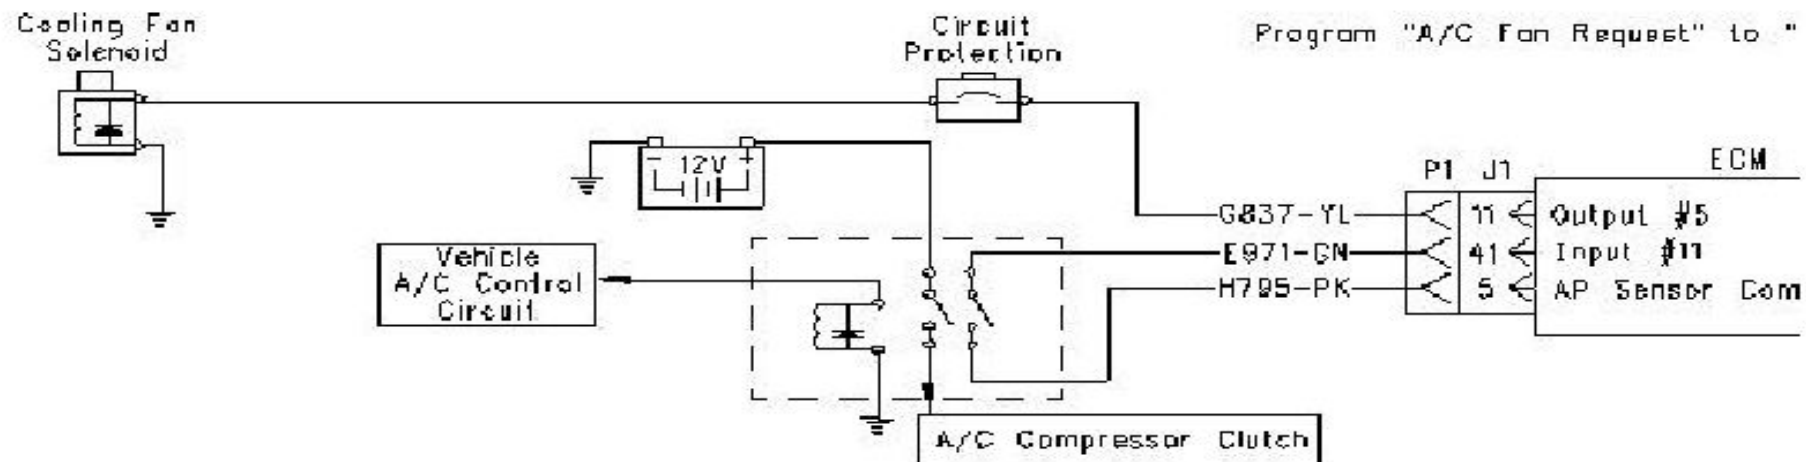 Cooling Fan
Solenoid
Circuit
Protection
Program "A/C Fan Request" to "
- 12V +
P1 J1 ECM
G837-YL 11 Output #5
Vehicle
A/C Control
Circuit
E971-GN 41 Input #11
H795-PK 5 AP Sensor Com
A/C Compressor Clutch